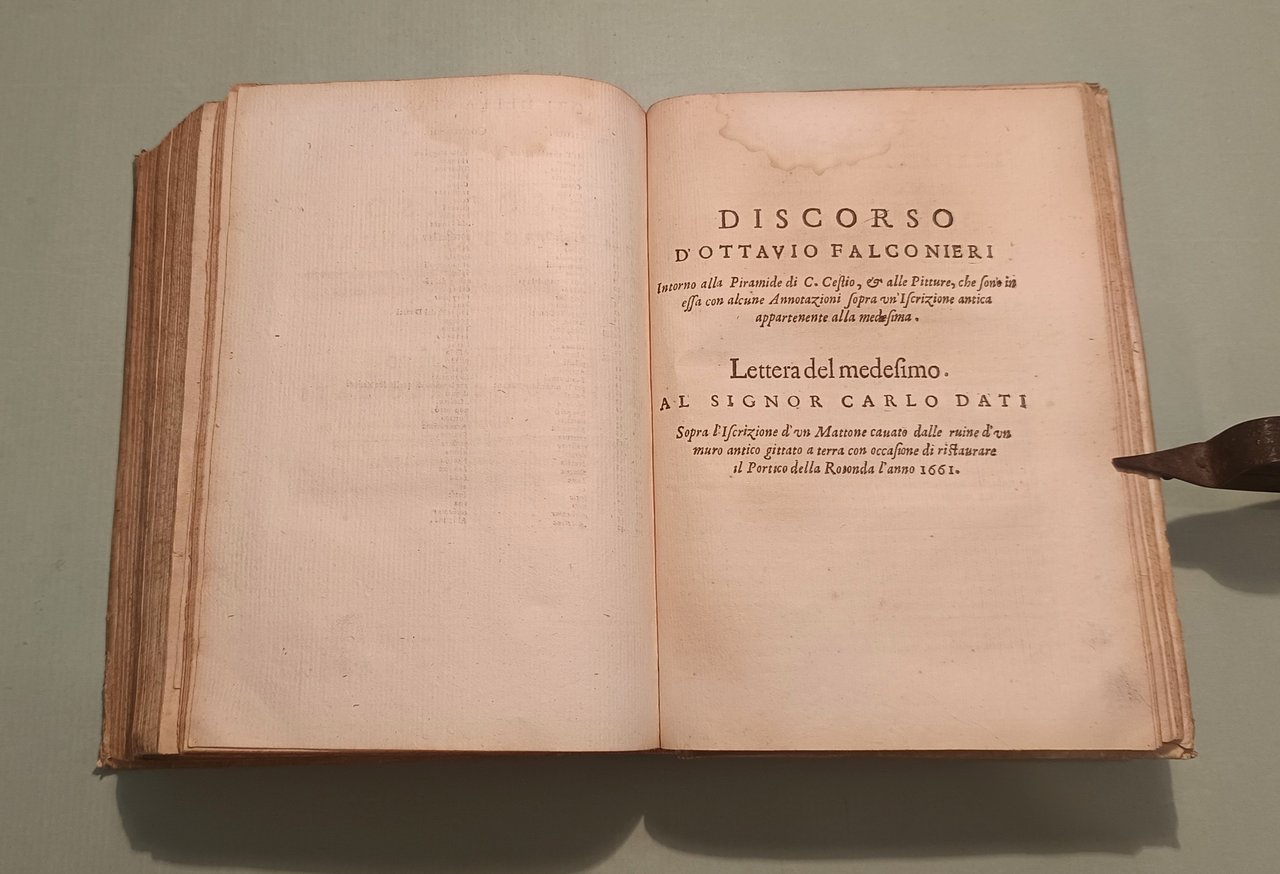 DISCORSO
D'OTTAVIO FALCONIERI
Intorno alla Piramide di C. Ceſtio, & alle Pitture, che ſono in
eſſa con alcune Annotazioni ſopra vn'Iſcrizione antica
appartenente alla medeſima.
Lettera del medeſimo.
AL SIGNOR CARLO DATI
Sopra l'Iſcrizione d'vn Mattone cauato dalle ruine d'vn
muro antico gittato a terra con occaſione di riſtaurare
il Portico della Rotonda l'anno 1661.